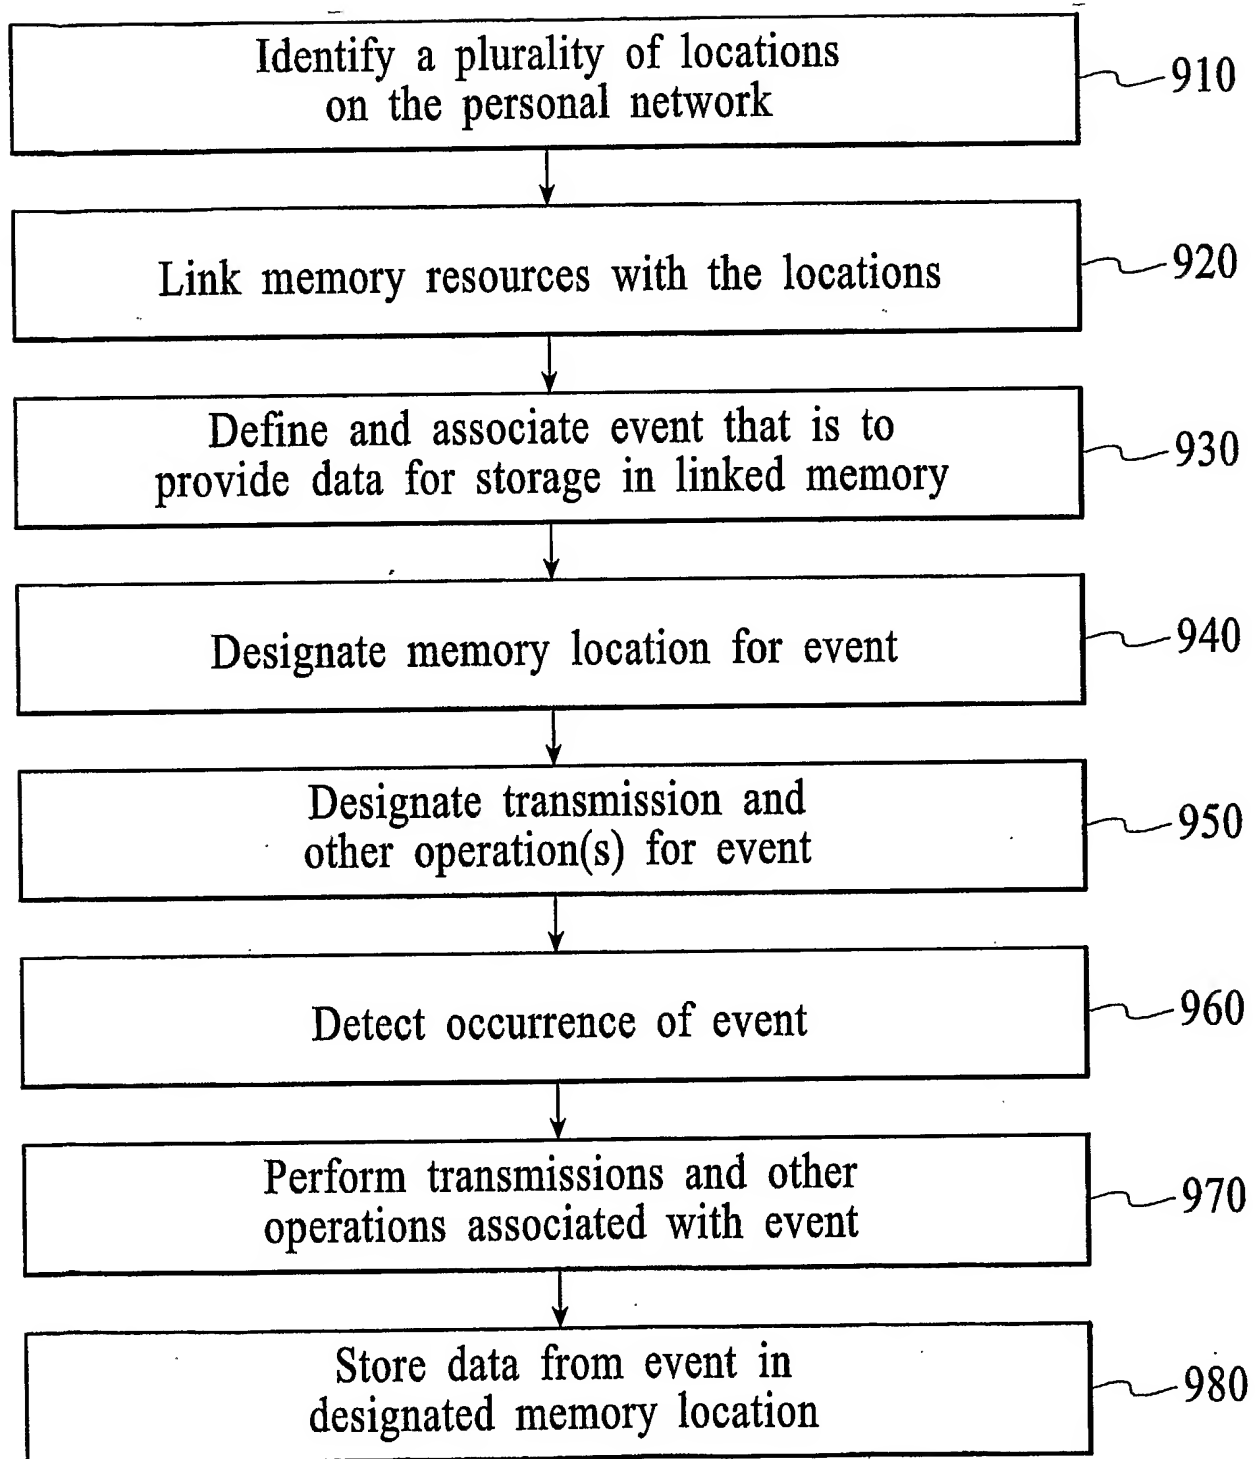 Identify a plurality of locations
on the personal network
910
Link memory resources with the locations
920
Define and associate event that is to
provide data for storage in linked memory
930
Designate memory location for event
940
Designate transmission and
other operation(s) for event
950
Detect occurrence of event
960
Perform transmissions and other
operations associated with event
970
Store data from event in
designated memory location
980